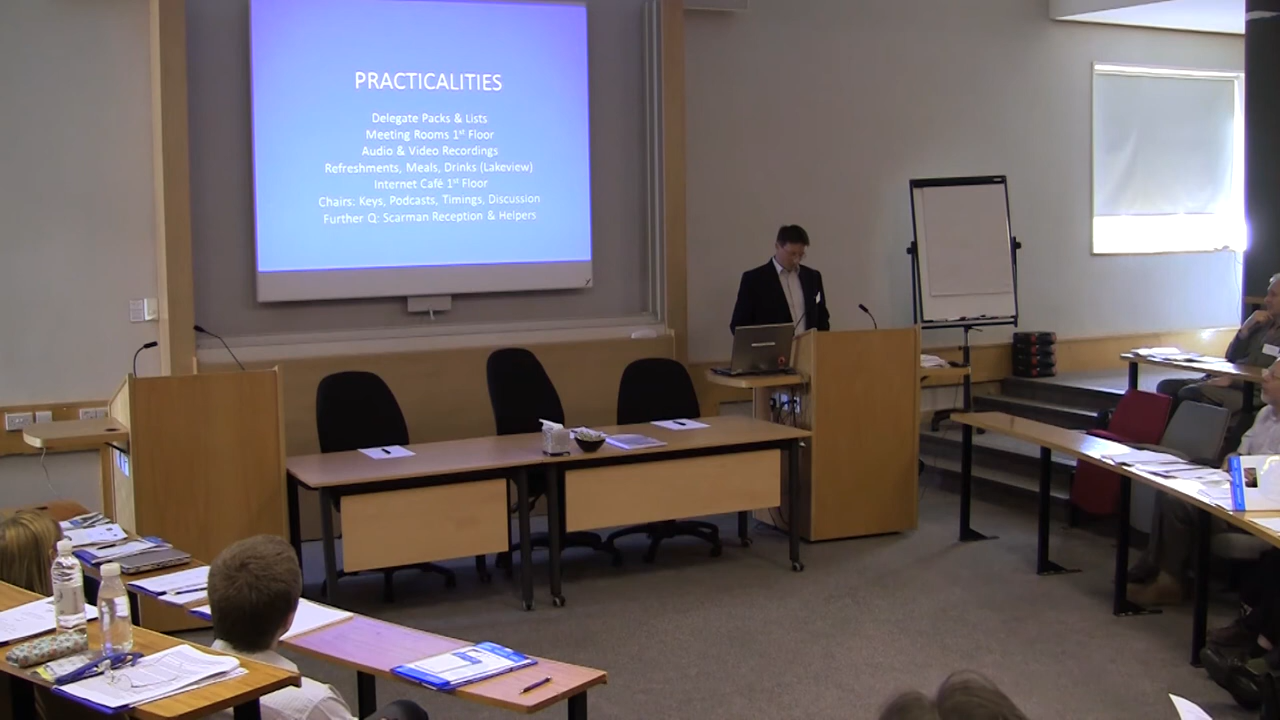 PRACTICALITIES
Delegate Packs & Lists
Meeting Rooms 1st Floor
Audio & Video Recordings
Refreshments, Meals, Drinks (Lakeview)
Internet Café 1st Floor
Chairs: Keys, Podcasts, Timings, Discussion
Further Q: Scarman Reception & Helpers